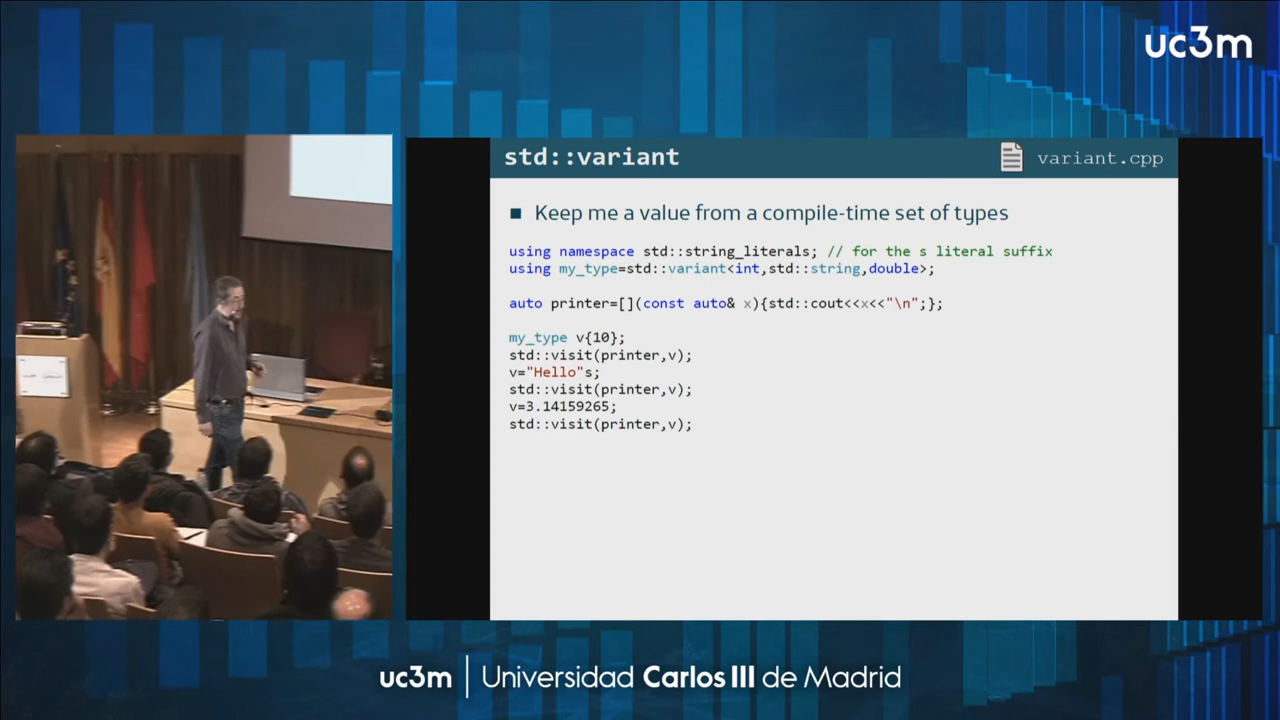 uc3m
std::variant
variant.cpp
■ Keep me a value from a compile-time set of types
using namespace std::string_literals; // for the s literal suffix
using my_type=std::variant<int,std::string,double>;
auto printer=[](const auto& x){std::cout<<x<<"\n";};
my_type v{10};
std::visit(printer,v);
v="Hello"s;
std::visit(printer,v);
v=3.14159265;
std::visit(printer,v);
uc3m | Universidad Carlos III de Madrid